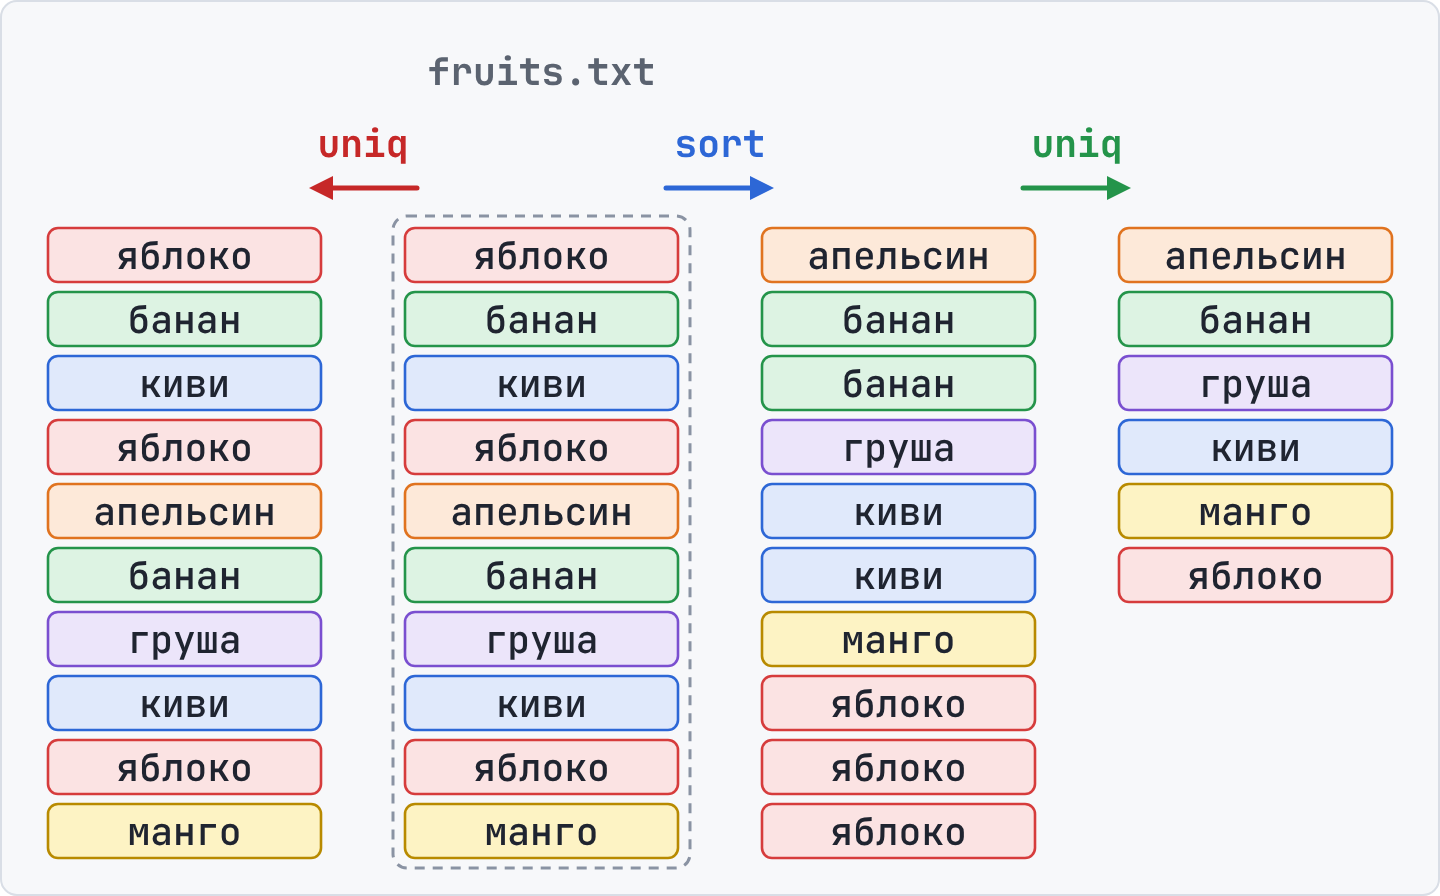 fruits.txt
uniq
sort
uniq
яблоко
банан
киви
яблоко
апельсин
банан
груша
киви
яблоко
манго
яблоко
банан
киви
яблоко
апельсин
банан
груша
киви
яблоко
манго
апельсин
банан
банан
груша
киви
киви
манго
яблоко
яблоко
яблоко
апельсин
банан
груша
киви
манго
яблоко